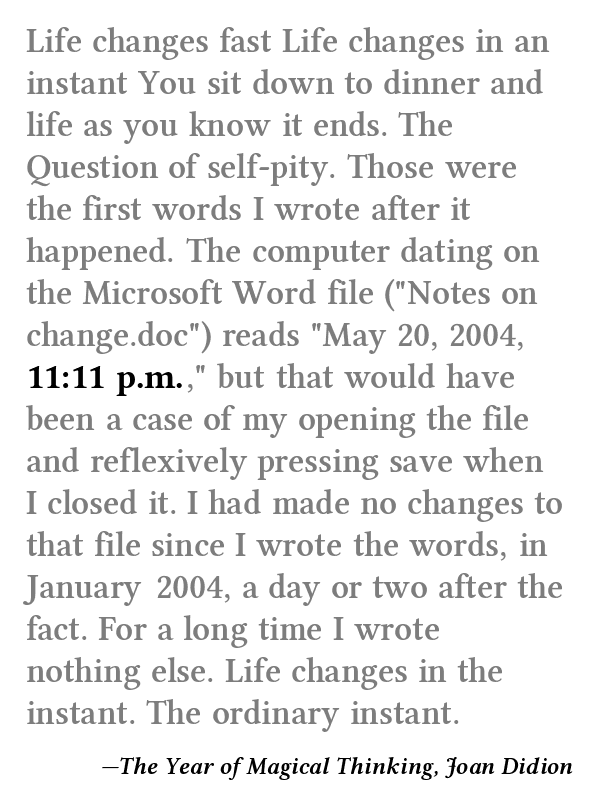 Life changes fast Life changes in an
instant You sit down to dinner and
life as you know it ends. The
Question of self-pity. Those were
the first words I wrote after it
happened. The computer dating on
the Microsoft Word file ("Notes on
change.doc") reads "May 20, 2004,
11:11 p.m.," but that would have
been a case of my opening the file
and reflexively pressing save when
I closed it. I had made no changes to
that file since I wrote the words, in
January 2004, a day or two after the
fact. For a long time I wrote
nothing else. Life changes in the
instant. The ordinary instant.
—The Year of Magical Thinking, Joan Didion